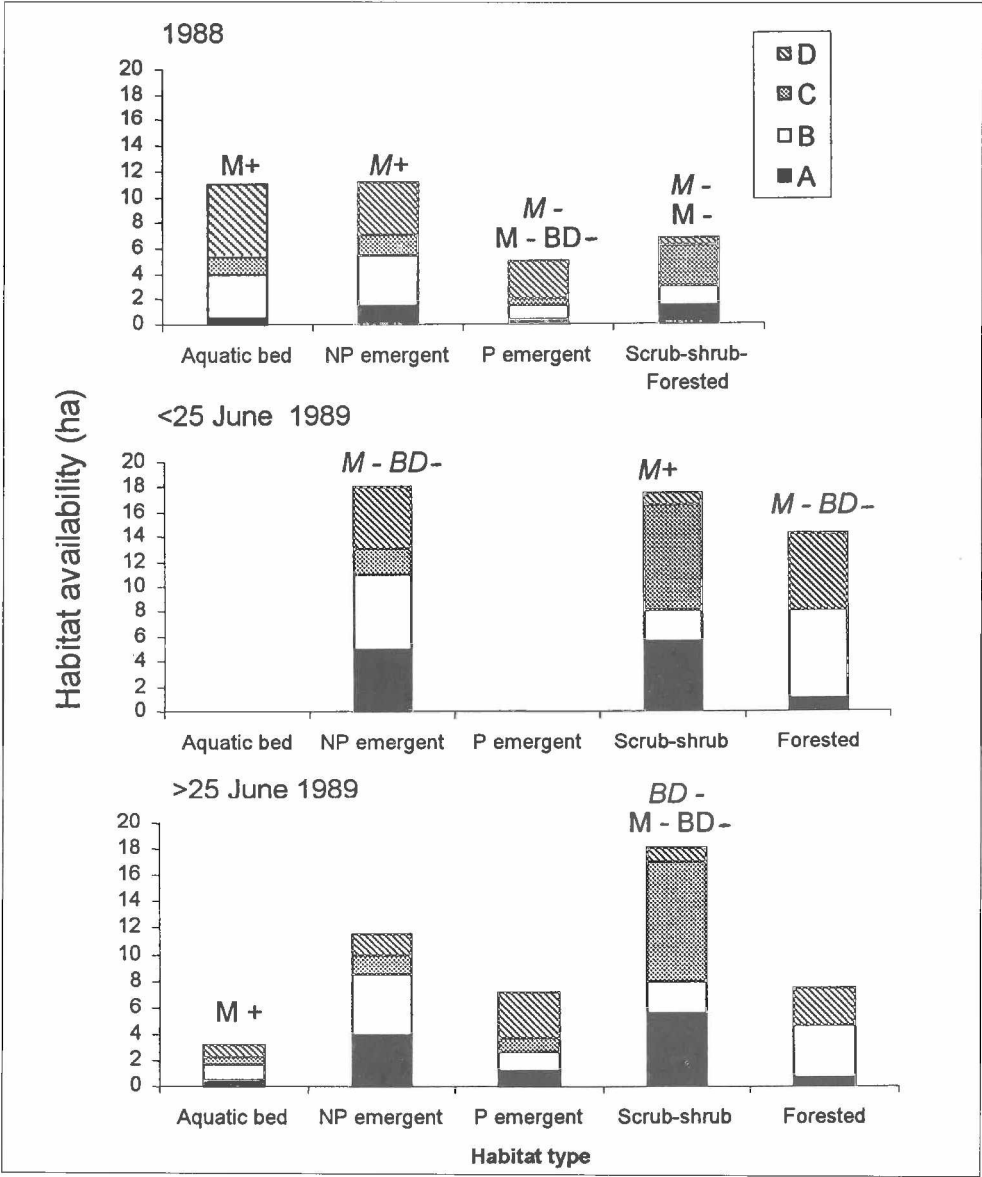 1988
D
C
B
A
20
18
16
14
12
10
8
6
4
2
0
M+
M+
M -
M - BD-
M -
M -
Aquatic bed NP emergent P emergent Scrub-shrub-
Forested
Habitat availability (ha)
<25 June 1989
20
18
16
14
12
10
8
6
4
2
0
M - BD-
M+
M - BD-
Aquatic bed NP emergent P emergent Scrub-shrub Forested
>25 June 1989
20
18
16
14
12
10
8
6
4
2
0
M +
BD -
M - BD-
Aquatic bed NP emergent P emergent Scrub-shrub Forested
Habitat type